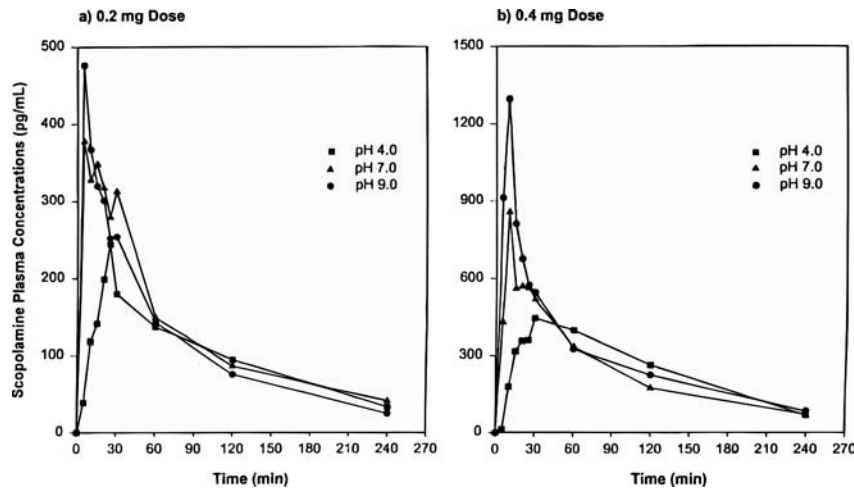 a) 0.2 mg Dose
Scopolamine Plasma Concentrations (pg/mL)
500
400
300
200
100
0
pH 4.0
pH 7.0
pH 9.0
0 30 60 90 120 150 180 210 240 270
Time (min)
b) 0.4 mg Dose
1500
1200
900
600
300
0
pH 4.0
pH 7.0
pH 9.0
0 30 60 90 120 150 180 210 240 270
Time (min)